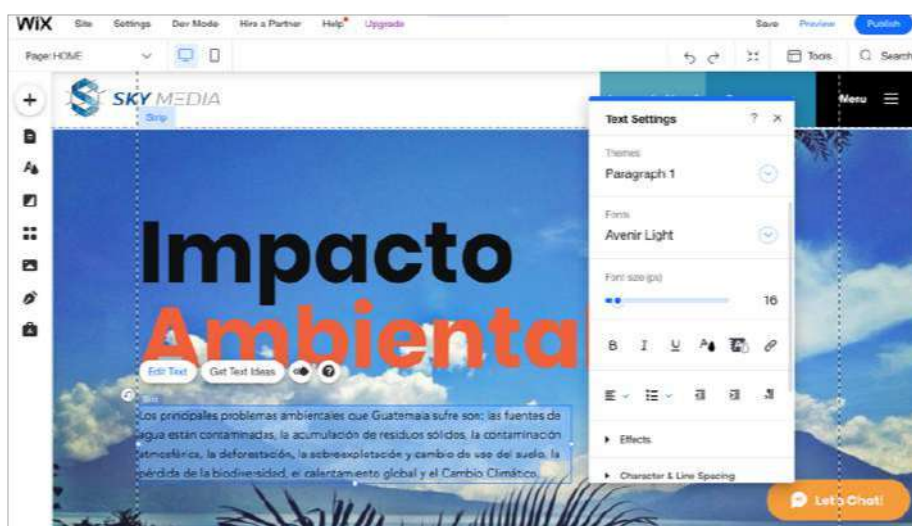 WiX Site Settings Dev Mode Hire a Partner Help Upgrade Save Preview Publish
Page: HOME Tools Search
SKY MEDIA Menu
Strip
Text Settings ? ×
Themes
Paragraph 1
Fonts
Avenir Light
Font size (px)
16
B I U
Effects
Character & Line Spacing
Impacto
Ambiental
Edit Text Get Text Ideas
Los principales problemas ambientales que Guatemala sufre son: las fuentes de
agua están contaminadas, la acumulación de residuos sólidos, la contaminación
atmosférica, la deforestación, la sobreexplotación y cambio de uso del suelo, la
pérdida de la biodiversidad, el calentamiento global y el Cambio Climático.
Let's Chat!